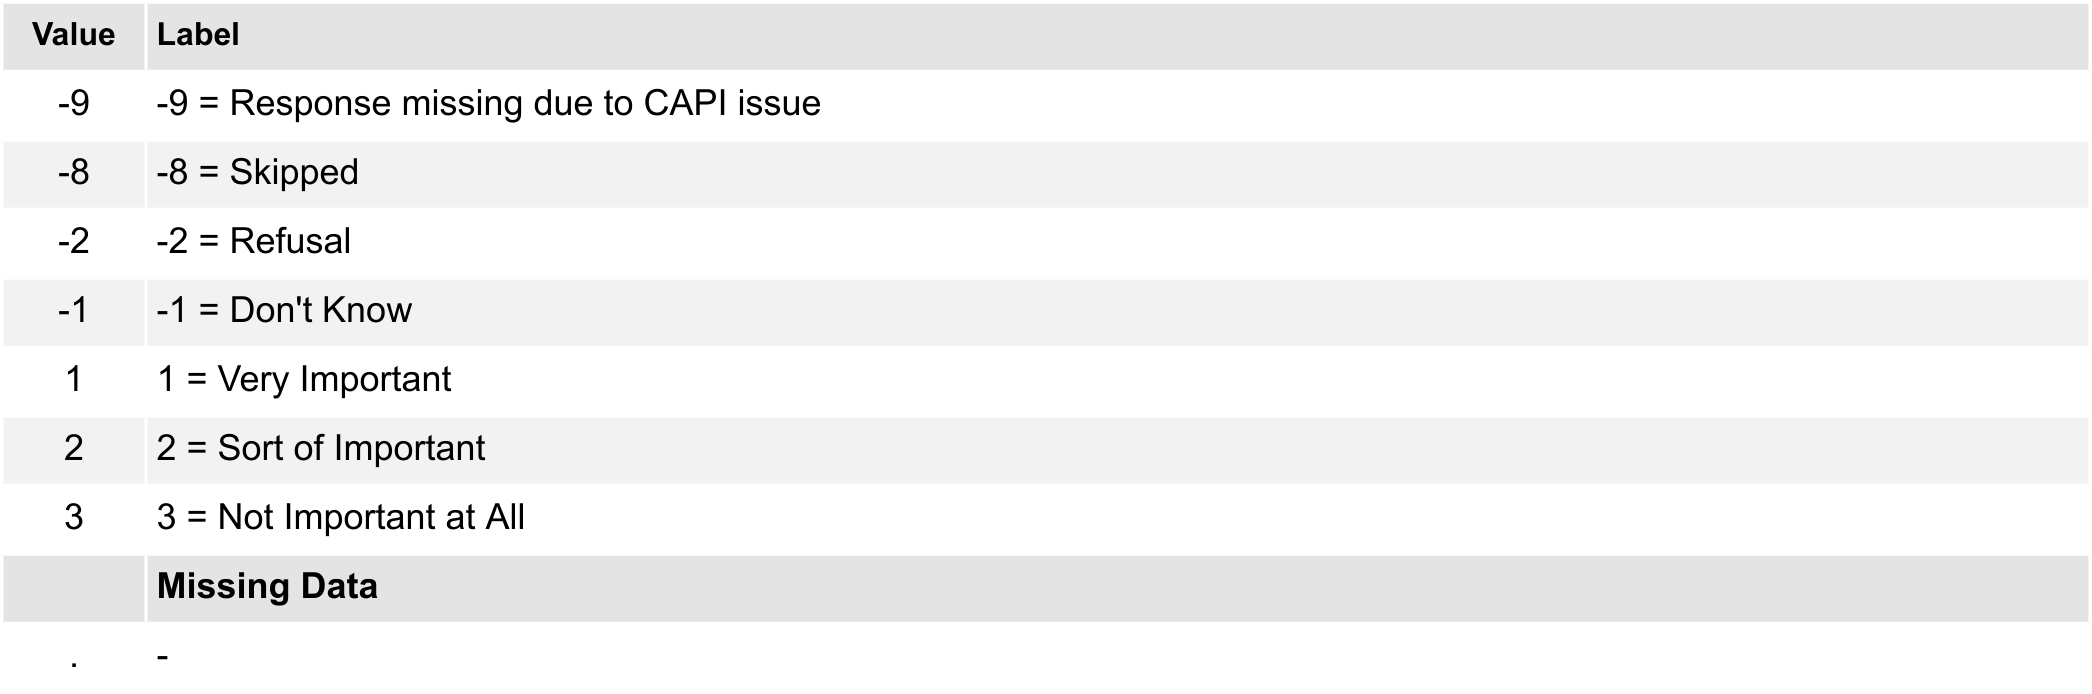 Value Label
-9 -9 = Response missing due to CAPI issue
-8 -8 = Skipped
-2 -2 = Refusal
-1 -1 = Don't Know
1 1 = Very Important
2 2 = Sort of Important
3 3 = Not Important at All
Missing Data
. -